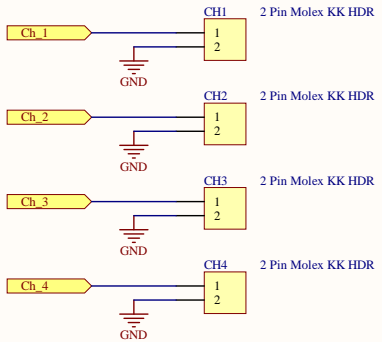 CH1 2 Pin Molex KK HDR
Ch_1 1
2
GND
CH2 2 Pin Molex KK HDR
Ch_2 1
2
GND
CH3 2 Pin Molex KK HDR
Ch_3 1
2
GND
CH4 2 Pin Molex KK HDR
Ch_4 1
2
GND